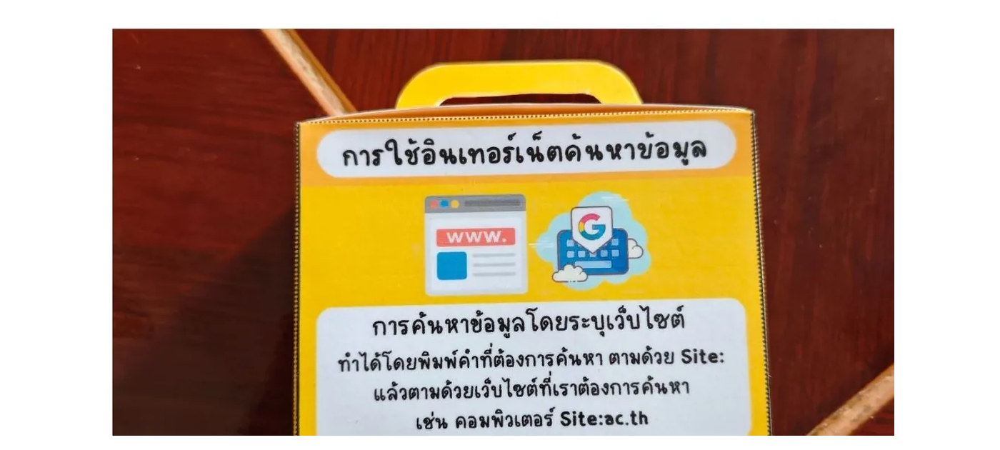 การใช้อินเทอร์เน็ตค้นหาข้อมูล
www.
G
การค้นหาข้อมูลโดยระบุเว็บไซต์
ทำได้โดยพิมพ์คำที่ต้องการค้นหา ตามด้วย Site:
แล้วตามด้วยเว็บไซต์ที่เราต้องการค้นหา
เช่น คอมพิวเตอร์ Site:ac.th